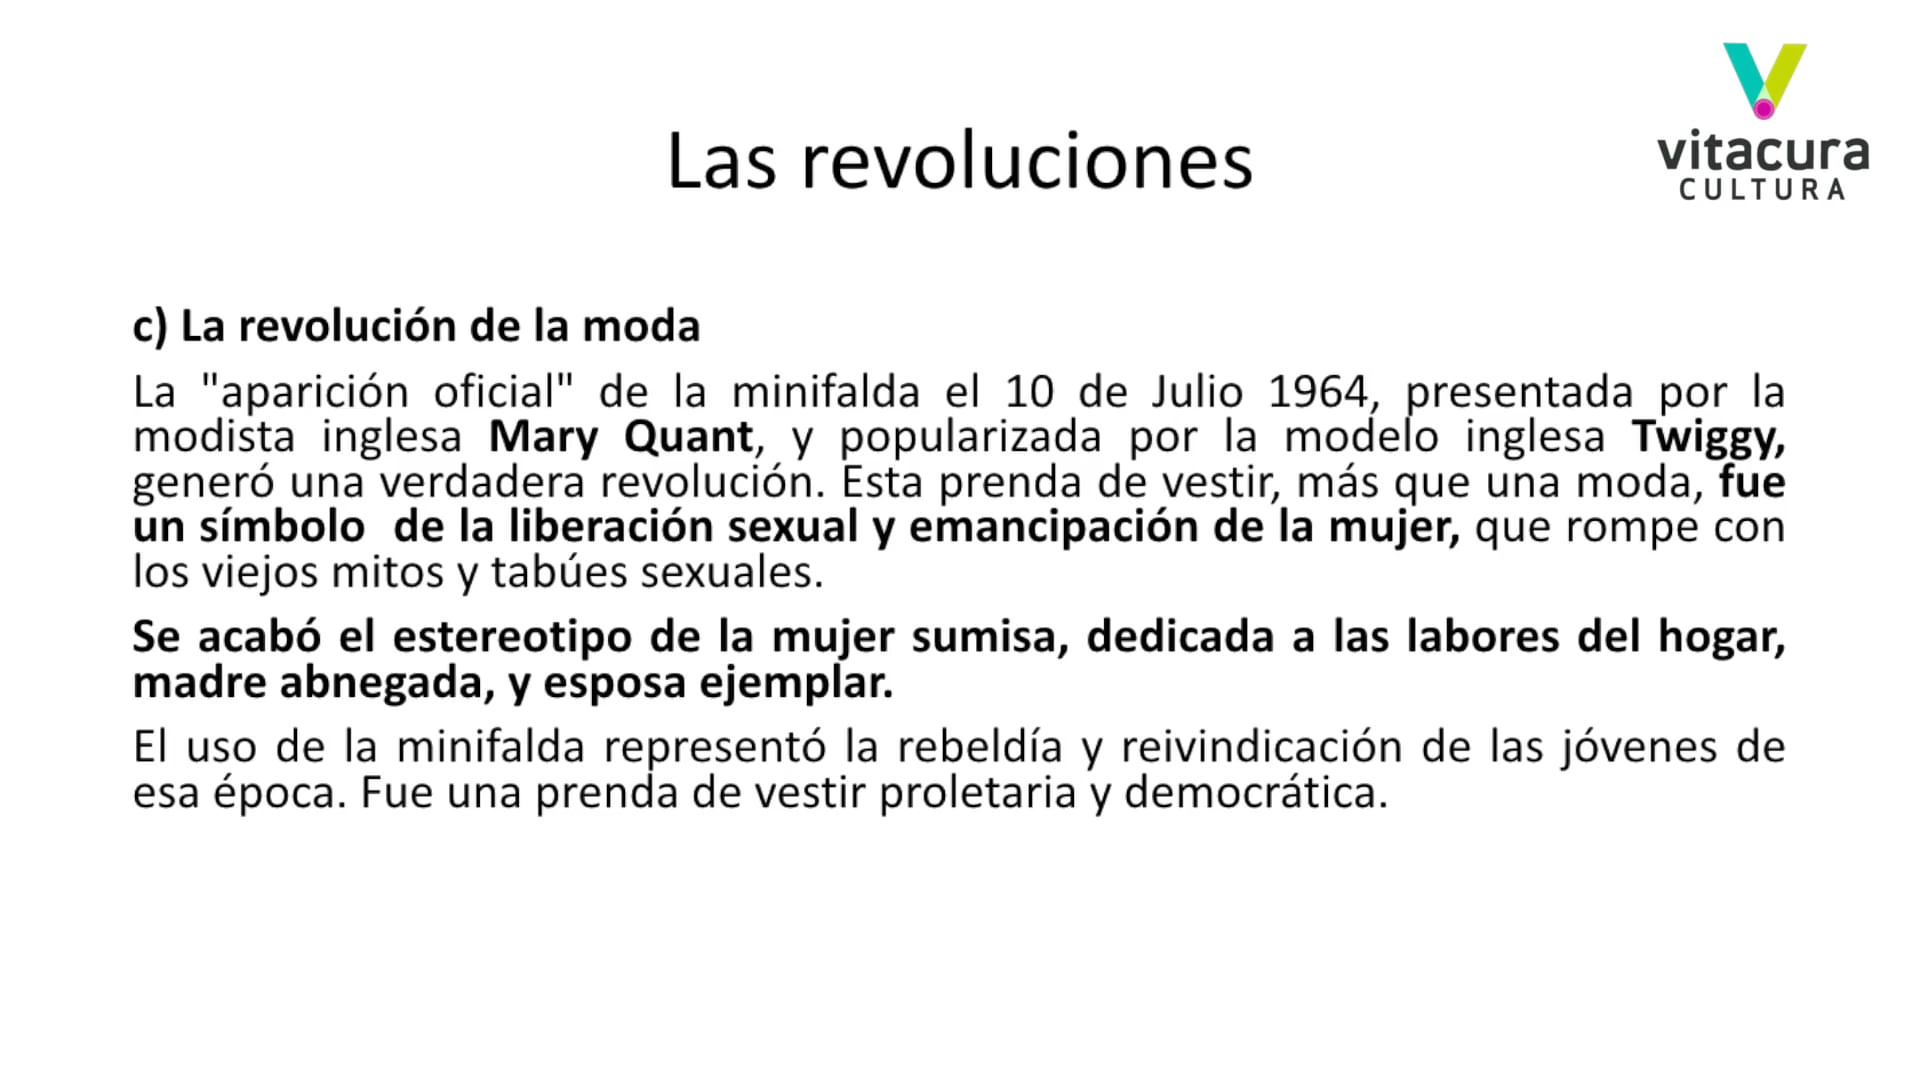 vitacura
CULTURA
Las revoluciones
c) La revolución de la moda
La "aparición oficial" de la minifalda el 10 de Julio 1964, presentada por la
modista inglesa Mary Quant, y popularizada por la modelo inglesa Twiggy,
generó una verdadera revolución. Esta prenda de vestir, más que una moda, fue
un símbolo  de la liberación sexual y emancipación de la mujer, que rompe con
los viejos mitos y tabúes sexuales.
Se acabó el estereotipo de la mujer sumisa, dedicada a las labores del hogar,
madre abnegada, y esposa ejemplar.
El uso de la minifalda representó la rebeldía y reivindicación de las jóvenes de
esa época. Fue una prenda de vestir proletaria y democrática.